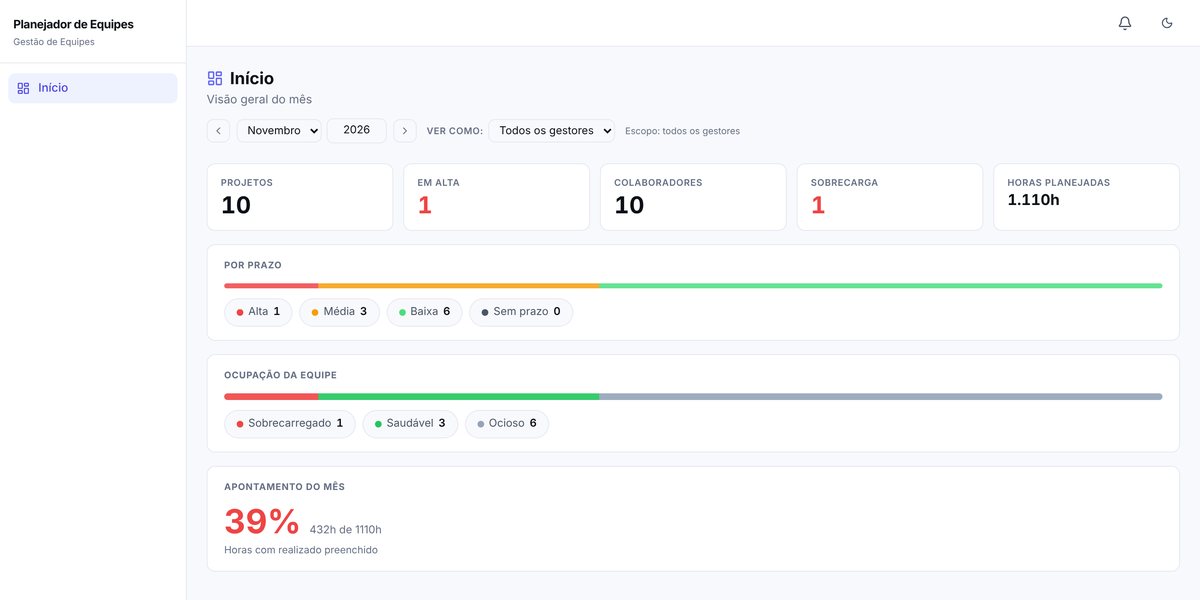 Planejador de Equipes
Gestão de Equipes
Início
Início
Visão geral do mês
Novembro 2026 VER COMO: Todos os gestores Escopo: todos os gestores
PROJETOS
10
EM ALTA
1
COLABORADORES
10
SOBRECARGA
1
HORAS PLANEJADAS
1.110h
POR PRAZO
Alta 1 Média 3 Baixa 6 Sem prazo 0
OCUPAÇÃO DA EQUIPE
Sobrecarregado 1 Saudável 3 Ocioso 6
APONTAMENTO DO MÊS
39% 432h de 1110h
Horas com realizado preenchido